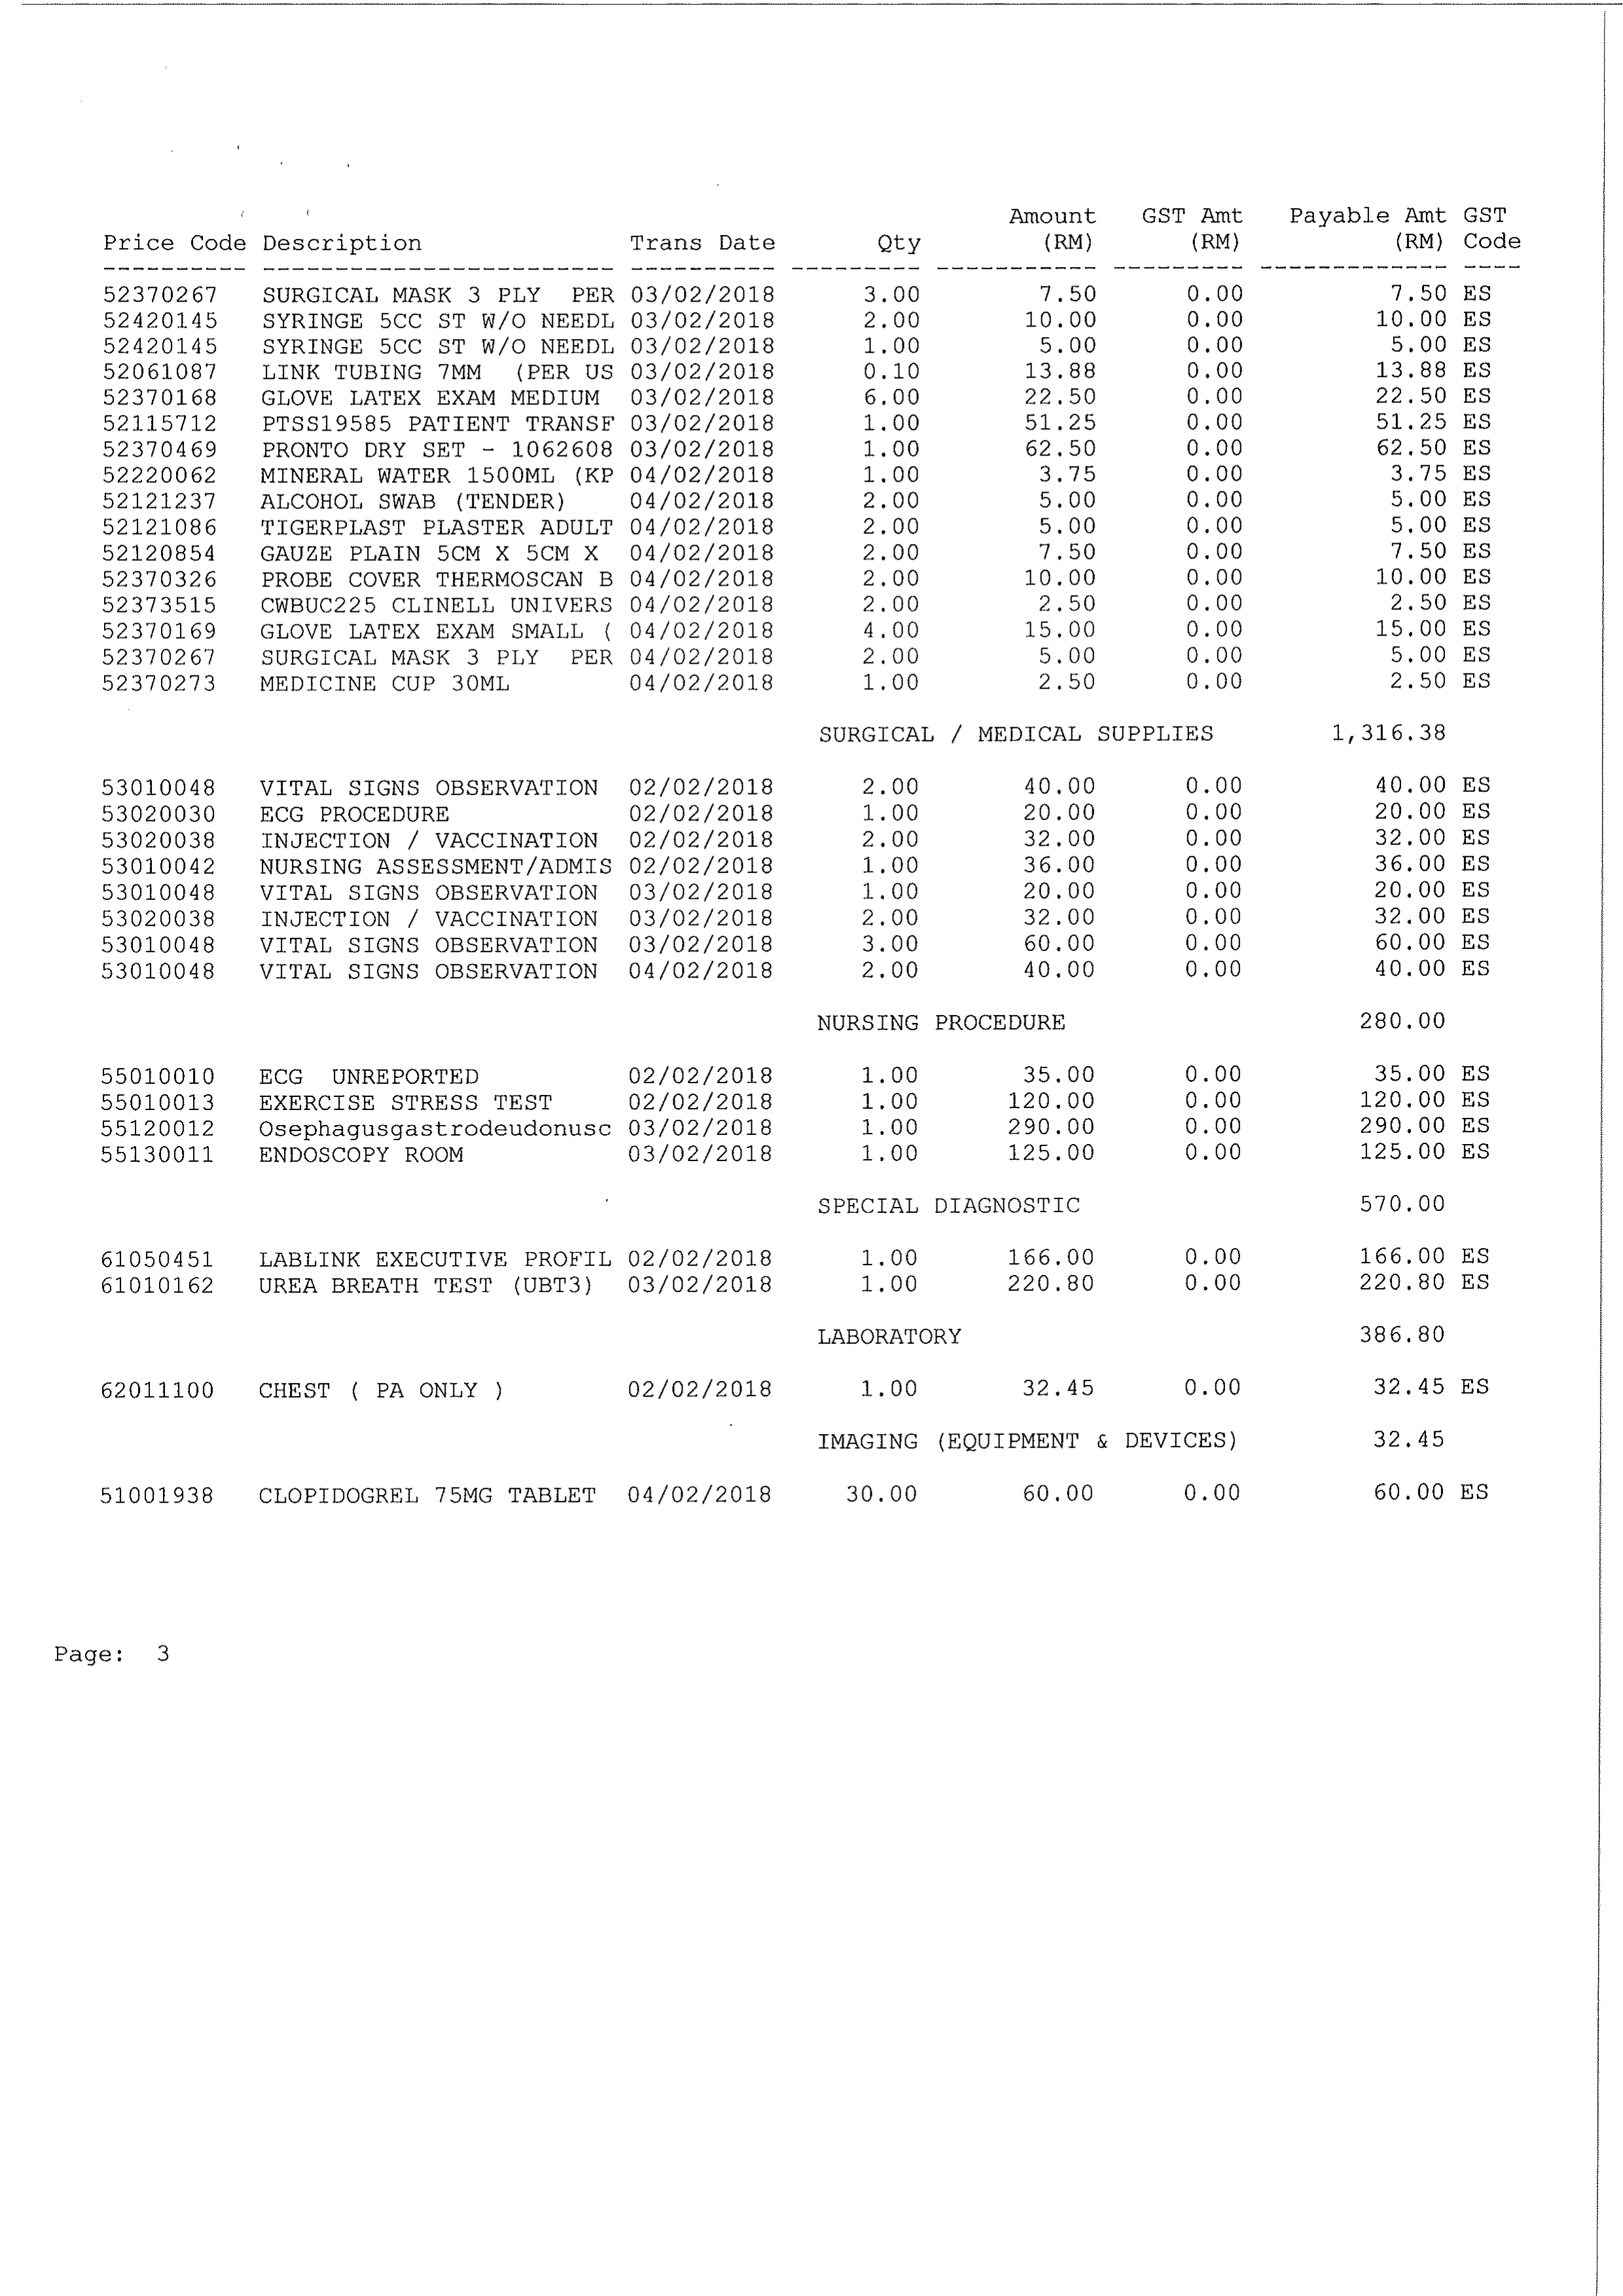 Amount GST Amt Payable Amt GST
Price Code Description Trans Date Qty (RM) (RM) (RM) Code
---------- ------------------------ ---------- --------- ----------- --------- ------------- ----
52370267 SURGICAL MASK 3 PLY PER 03/02/2018 3.00 7.50 0.00 7.50 ES
52420145 SYRINGE 5CC ST W/O NEEDL 03/02/2018 2.00 10.00 0.00 10.00 ES
52420145 SYRINGE 5CC ST W/O NEEDL 03/02/2018 1.00 5.00 0.00 5.00 ES
52061087 LINK TUBING 7MM (PER US 03/02/2018 0.10 13.88 0.00 13.88 ES
52370168 GLOVE LATEX EXAM MEDIUM 03/02/2018 6.00 22.50 0.00 22.50 ES
52115712 PTSS19585 PATIENT TRANSF 03/02/2018 1.00 51.25 0.00 51.25 ES
52370469 PRONTO DRY SET - 1062608 03/02/2018 1.00 62.50 0.00 62.50 ES
52220062 MINERAL WATER 1500ML (KP 04/02/2018 1.00 3.75 0.00 3.75 ES
52121237 ALCOHOL SWAB (TENDER) 04/02/2018 2.00 5.00 0.00 5.00 ES
52121086 TIGERPLAST PLASTER ADULT 04/02/2018 2.00 5.00 0.00 5.00 ES
52120854 GAUZE PLAIN 5CM X 5CM X 04/02/2018 2.00 7.50 0.00 7.50 ES
52370326 PROBE COVER THERMOSCAN B 04/02/2018 2.00 10.00 0.00 10.00 ES
52373515 CWBUC225 CLINELL UNIVERS 04/02/2018 2.00 2.50 0.00 2.50 ES
52370169 GLOVE LATEX EXAM SMALL ( 04/02/2018 4.00 15.00 0.00 15.00 ES
52370267 SURGICAL MASK 3 PLY PER 04/02/2018 2.00 5.00 0.00 5.00 ES
52370273 MEDICINE CUP 30ML 04/02/2018 1.00 2.50 0.00 2.50 ES
SURGICAL / MEDICAL SUPPLIES 1,316.38
53010048 VITAL SIGNS OBSERVATION 02/02/2018 2.00 40.00 0.00 40.00 ES
53020030 ECG PROCEDURE 02/02/2018 1.00 20.00 0.00 20.00 ES
53020038 INJECTION / VACCINATION 02/02/2018 2.00 32.00 0.00 32.00 ES
53010042 NURSING ASSESSMENT/ADMIS 02/02/2018 1.00 36.00 0.00 36.00 ES
53010048 VITAL SIGNS OBSERVATION 03/02/2018 1.00 20.00 0.00 20.00 ES
53020038 INJECTION / VACCINATION 03/02/2018 2.00 32.00 0.00 32.00 ES
53010048 VITAL SIGNS OBSERVATION 03/02/2018 3.00 60.00 0.00 60.00 ES
53010048 VITAL SIGNS OBSERVATION 04/02/2018 2.00 40.00 0.00 40.00 ES
NURSING PROCEDURE 280.00
55010010 ECG UNREPORTED 02/02/2018 1.00 35.00 0.00 35.00 ES
55010013 EXERCISE STRESS TEST 02/02/2018 1.00 120.00 0.00 120.00 ES
55120012 Osephagusgastrodeudonusc 03/02/2018 1.00 290.00 0.00 290.00 ES
55130011 ENDOSCOPY ROOM 03/02/2018 1.00 125.00 0.00 125.00 ES
SPECIAL DIAGNOSTIC 570.00
61050451 LABLINK EXECUTIVE PROFIL 02/02/2018 1.00 166.00 0.00 166.00 ES
61010162 UREA BREATH TEST (UBT3) 03/02/2018 1.00 220.80 0.00 220.80 ES
LABORATORY 386.80
62011100 CHEST ( PA ONLY ) 02/02/2018 1.00 32.45 0.00 32.45 ES
IMAGING (EQUIPMENT & DEVICES) 32.45
51001938 CLOPIDOGREL 75MG TABLET 04/02/2018 30.00 60.00 0.00 60.00 ES
Page: 3